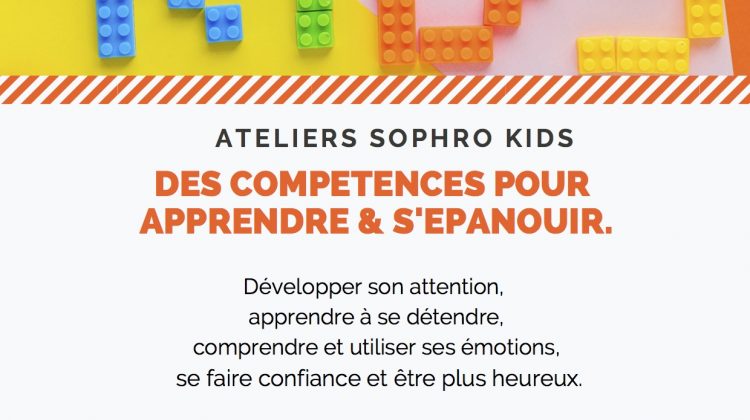 ATELIERS SOPHRO KIDS
DES COMPETENCES POUR
APPRENDRE & S'EPANOUIR.
Développer son attention,
apprendre à se détendre,
comprendre et utiliser ses émotions,
se faire confiance et être plus heureux.